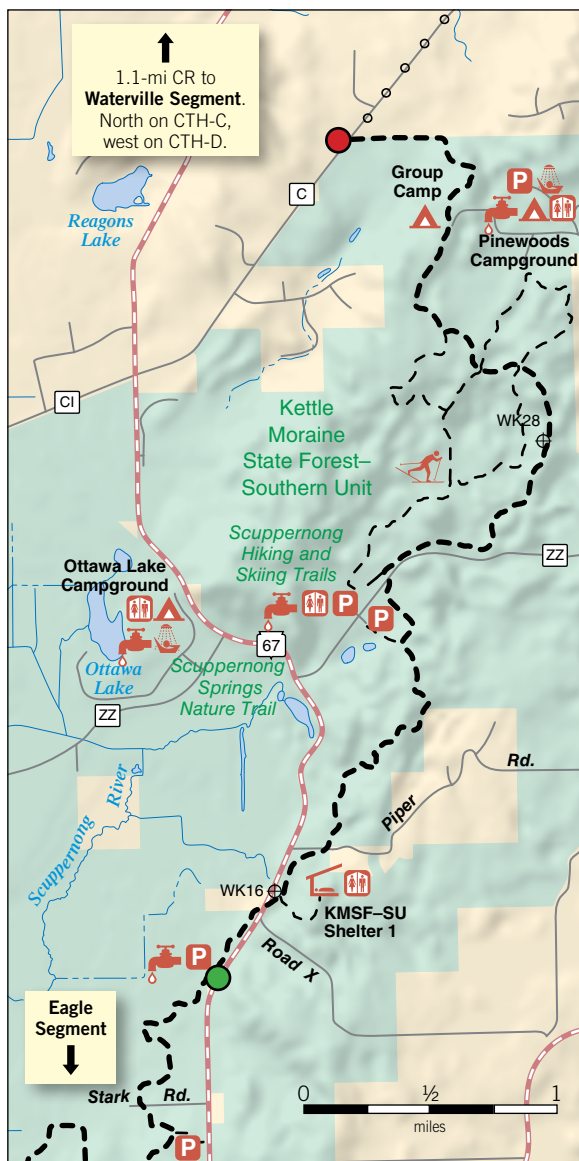 1.1-mi CR to
Waterville Segment.
North on CTH-C,
west on CTH-D.
C
Group
Camp
P
Pinewoods
Campground
Reagons
Lake
CI
WK28
Kettle
Moraine
State Forest–
Southern Unit
Scuppernong
Hiking and
Skiing Trails
ZZ
Ottawa Lake
Campground
P
P
67
Ottawa
Lake
Scuppernong
Springs
Nature Trail
ZZ
Rd.
Piper
Scuppernong
River
WK16
KMSF–SU
Shelter 1
Road X
P
Eagle
Segment
Stark Rd.
P
0 ½ 1
miles